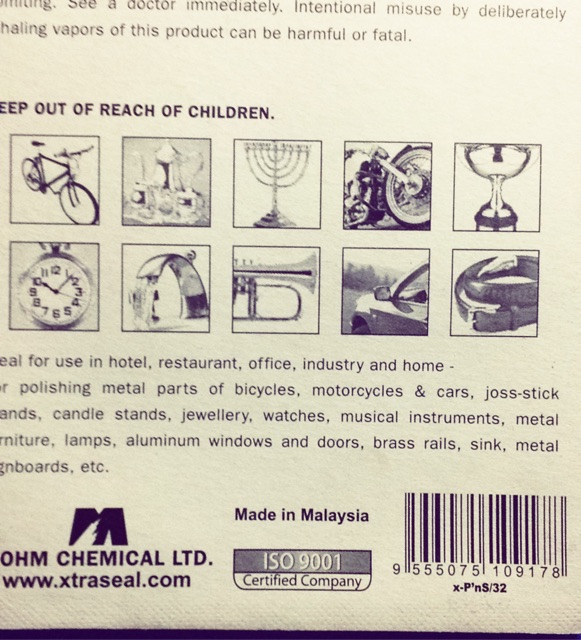 omiting. See a doctor immediately. Intentional misuse by deliberately
haling vapors of this product can be harmful or fatal.
EEP OUT OF REACH OF CHILDREN.
eal for use in hotel, restaurant, office, industry and home -
or polishing metal parts of bicycles, motorcycles & cars, joss-stick
ands, candle stands, jewellery, watches, musical instruments, metal
rniture, lamps, aluminum windows and doors, brass rails, sink, metal
gnboards, etc.
Made in Malaysia
OHM CHEMICAL LTD.
www.xtraseal.com
ISO 9001
Certified Company
9 555075 109178
x-P'nS/32